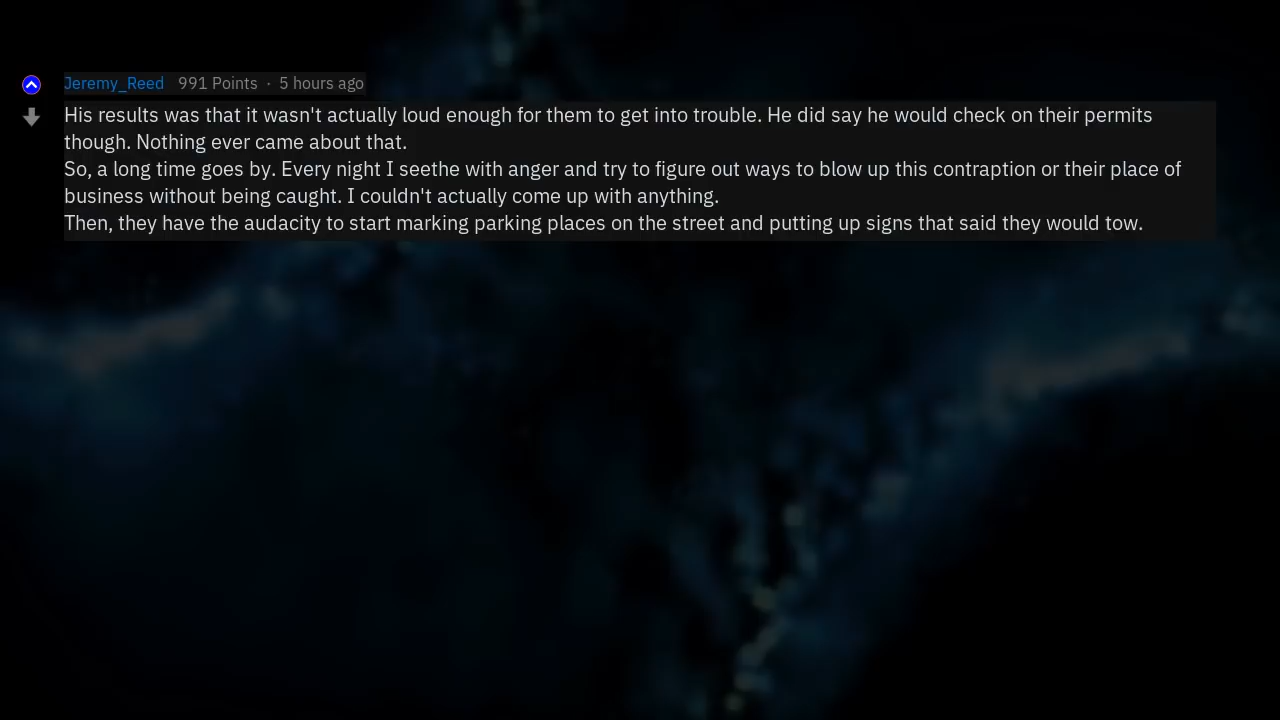 Jeremy_Reed 991 Points · 5 hours ago
His results was that it wasn't actually loud enough for them to get into trouble. He did say he would check on their permits
though. Nothing ever came about that.
So, a long time goes by. Every night I seethe with anger and try to figure out ways to blow up this contraption or their place of
business without being caught. I couldn't actually come up with anything.
Then, they have the audacity to start marking parking places on the street and putting up signs that said they would tow.